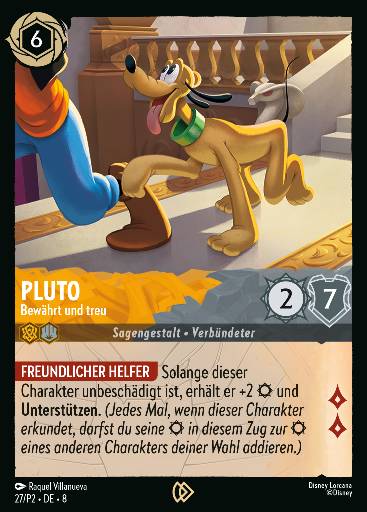 6
PLUTO
Bewährt und treu
2
7
Sagengestalt • Verbündeter
FREUNDLICHER HELFER Solange dieser
Charakter unbeschädigt ist, erhält er +2 und
Unterstützen. (Jedes Mal, wenn dieser Charakter
erkundet, darfst du seine in diesem Zug zur
eines anderen Charakters deiner Wahl addieren.)
Raquel Villanueva
27/P2 • DE • 8
Disney Lorcana
©Disney